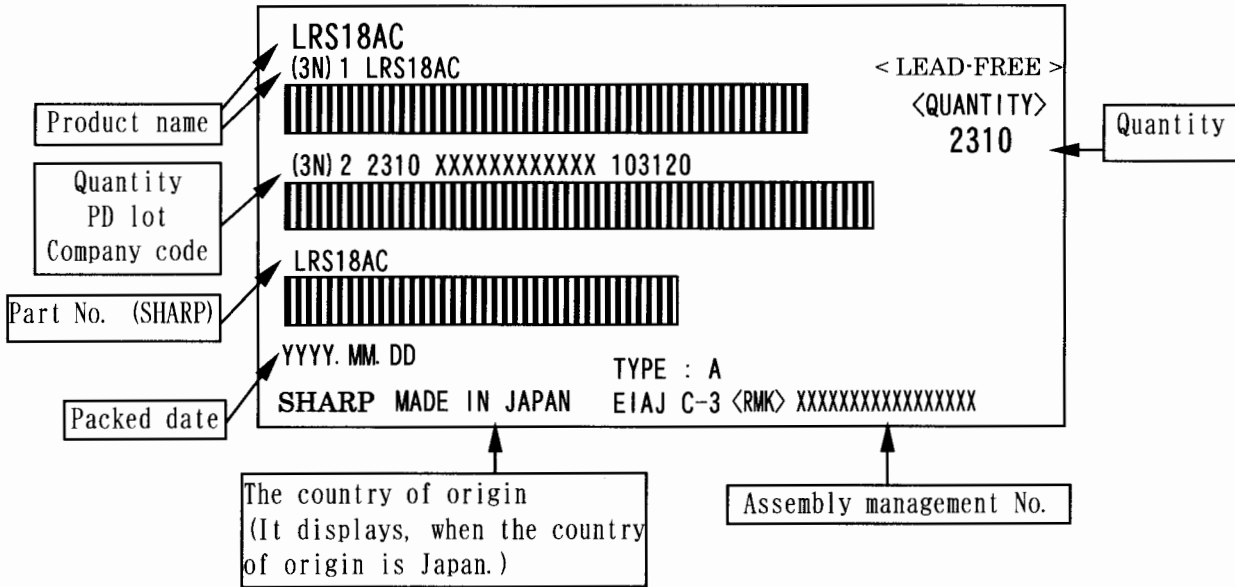 LRS18AC
(3N) 1 LRS18AC
< LEAD-FREE >
<QUANTITY>
2310
Product name
Quantity
(3N) 2 2310 XXXXXXXXXXXX 103120
Quantity
PD lot
Company code
LRS18AC
Part No. (SHARP)
YYYY. MM. DD
TYPE : A
SHARP MADE IN JAPAN
EIAJ C-3 <RMK> XXXXXXXXXXXXXXXXX
Packed date
The country of origin
(It displays, when the country
of origin is Japan.)
Assembly management No.